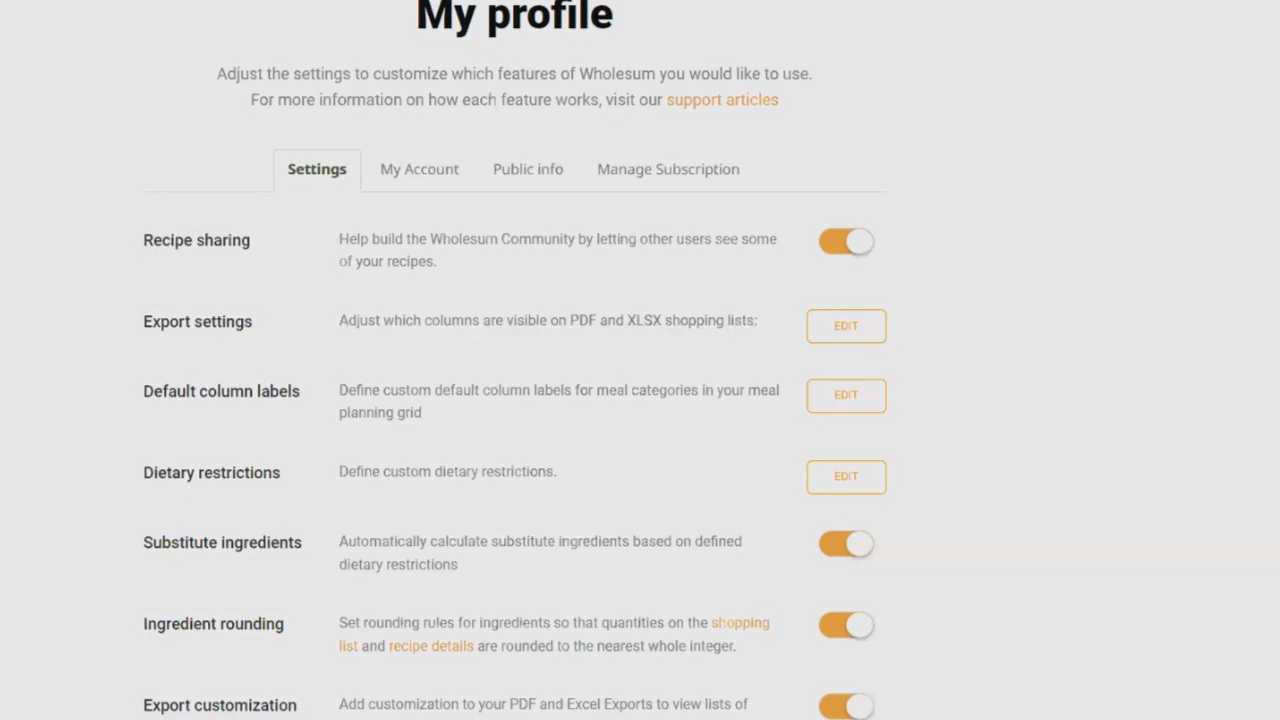 My profile
Adjust the settings to customize which features of Wholesum you would like to use.
For more information on how each feature works, visit our support articles
Settings My Account Public info Manage Subscription
Recipe sharing
Help build the Wholesum Community by letting other users see some
of your recipes.
Export settings
Adjust which columns are visible on PDF and XLSX shopping lists:
EDIT
Default column labels
Define custom default column labels for meal categories in your meal
planning grid
EDIT
Dietary restrictions
Define custom dietary restrictions.
EDIT
Substitute ingredients
Automatically calculate substitute ingredients based on defined
dietary restrictions
Ingredient rounding
Set rounding rules for ingredients so that quantities on the shopping
list and recipe details are rounded to the nearest whole integer.
Export customization
Add customization to your PDF and Excel Exports to view lists of